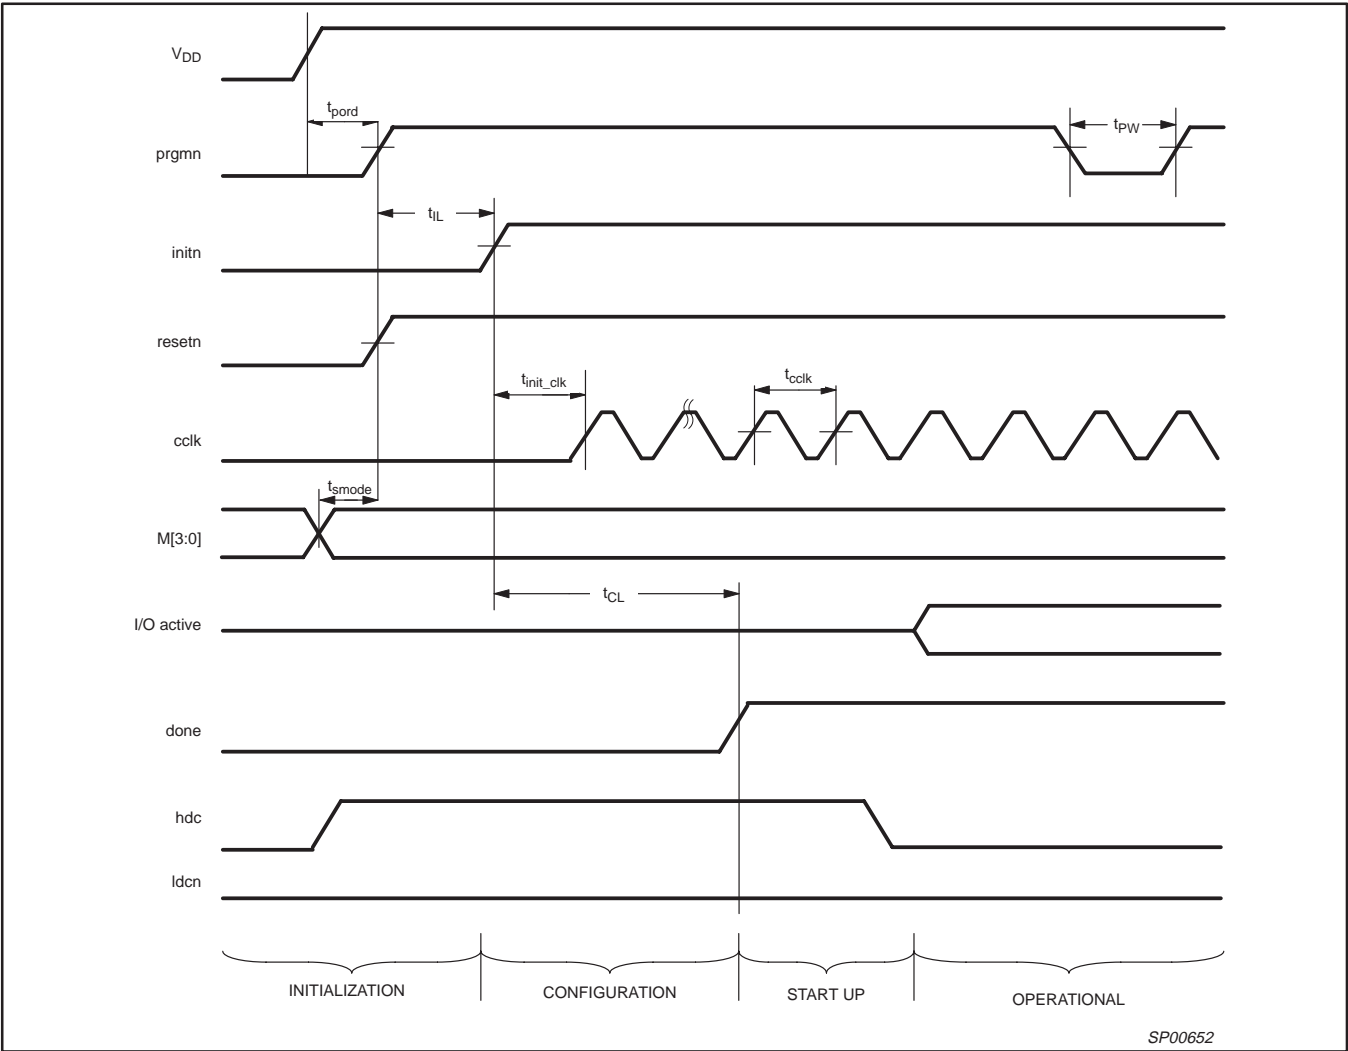 VDD
tpord
tPW
prgmn
tIL
initn
resetn
tinit_clk
tcclk
cclk
tsmode
M[3:0]
tCL
I/O active
done
hdc
ldcn
INITIALIZATION
CONFIGURATION
START UP
OPERATIONAL
SP00652